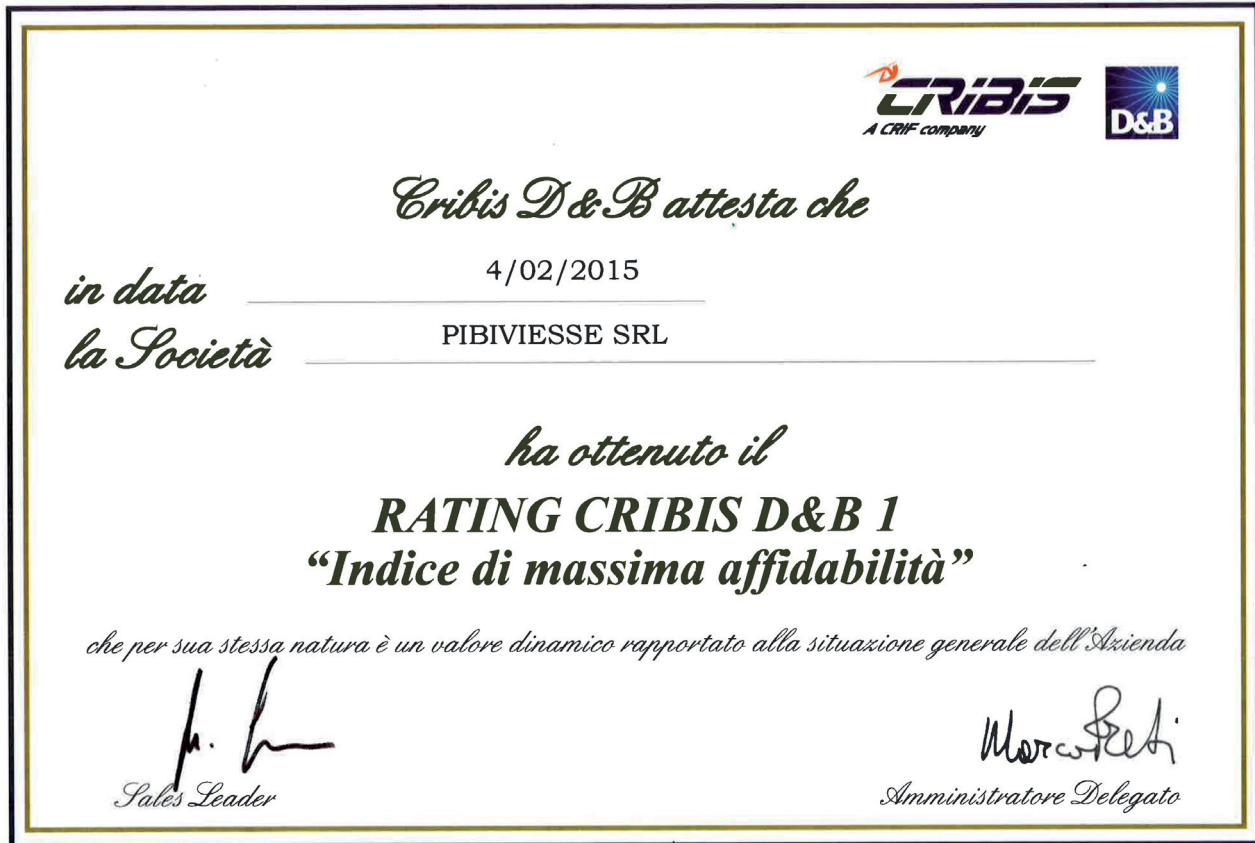 CRIBIS
A CRIF company
D&B
Cribis D & B attesta che
in data 4/02/2015
la Società PIBIVIESSE SRL
ha ottenuto il
RATING CRIBIS D&B 1
“Indice di massima affidabilità”
che per sua stessa natura è un valore dinamico rapportato alla situazione generale dell'Azienda
Marco Preti
Sales Leader
Amministratore Delegato